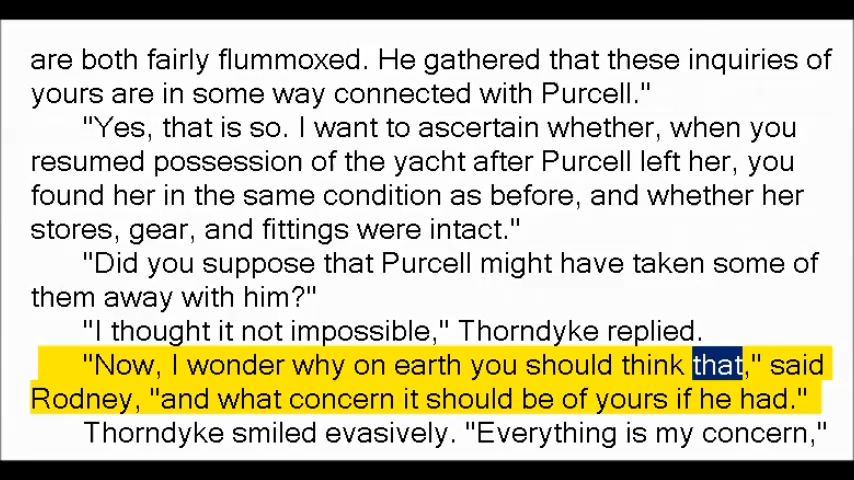 are both fairly flummoxed. He gathered that these inquiries of
yours are in some way connected with Purcell."
"Yes, that is so. I want to ascertain whether, when you
resumed possession of the yacht after Purcell left her, you
found her in the same condition as before, and whether her
stores, gear, and fittings were intact."
"Did you suppose that Purcell might have taken some of
them away with him?"
"I thought it not impossible," Thorndyke replied.
"Now, I wonder why on earth you should think that," said
Rodney, "and what concern it should be of yours if he had."
Thorndyke smiled evasively. "Everything is my concern,"